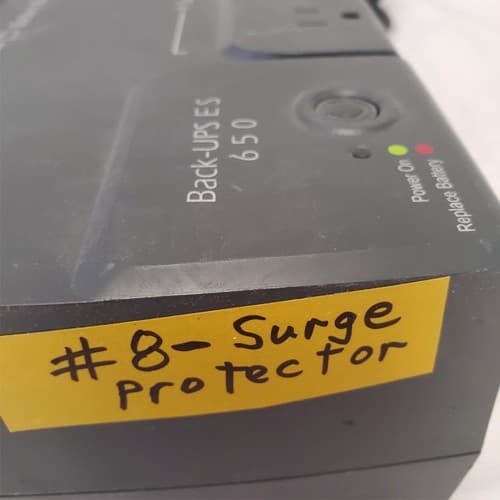 Back-UPS ES
650
Power On
Replace Battery
#8- Surge
Protector